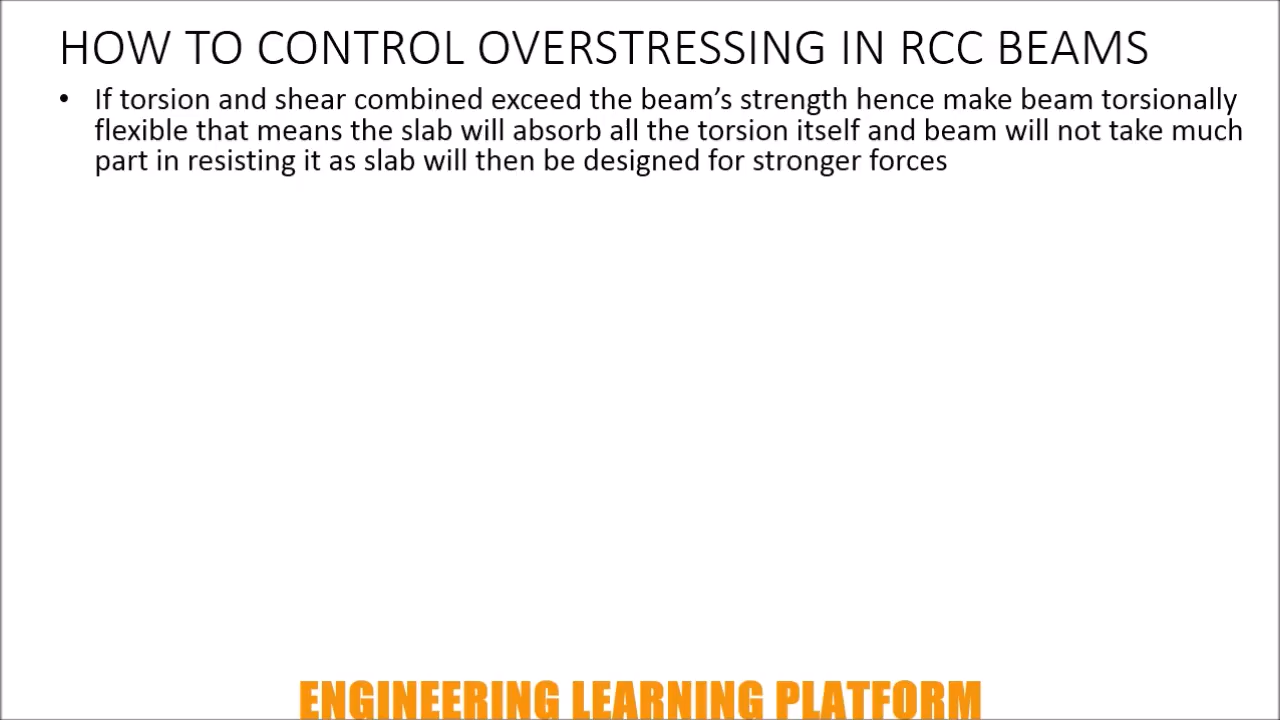 HOW TO CONTROL OVERSTRESSING IN RCC BEAMS
• If torsion and shear combined exceed the beam’s strength hence make beam torsionally
flexible that means the slab will absorb all the torsion itself and beam will not take much
part in resisting it as slab will then be designed for stronger forces
ENGINEERING LEARNING PLATFORM